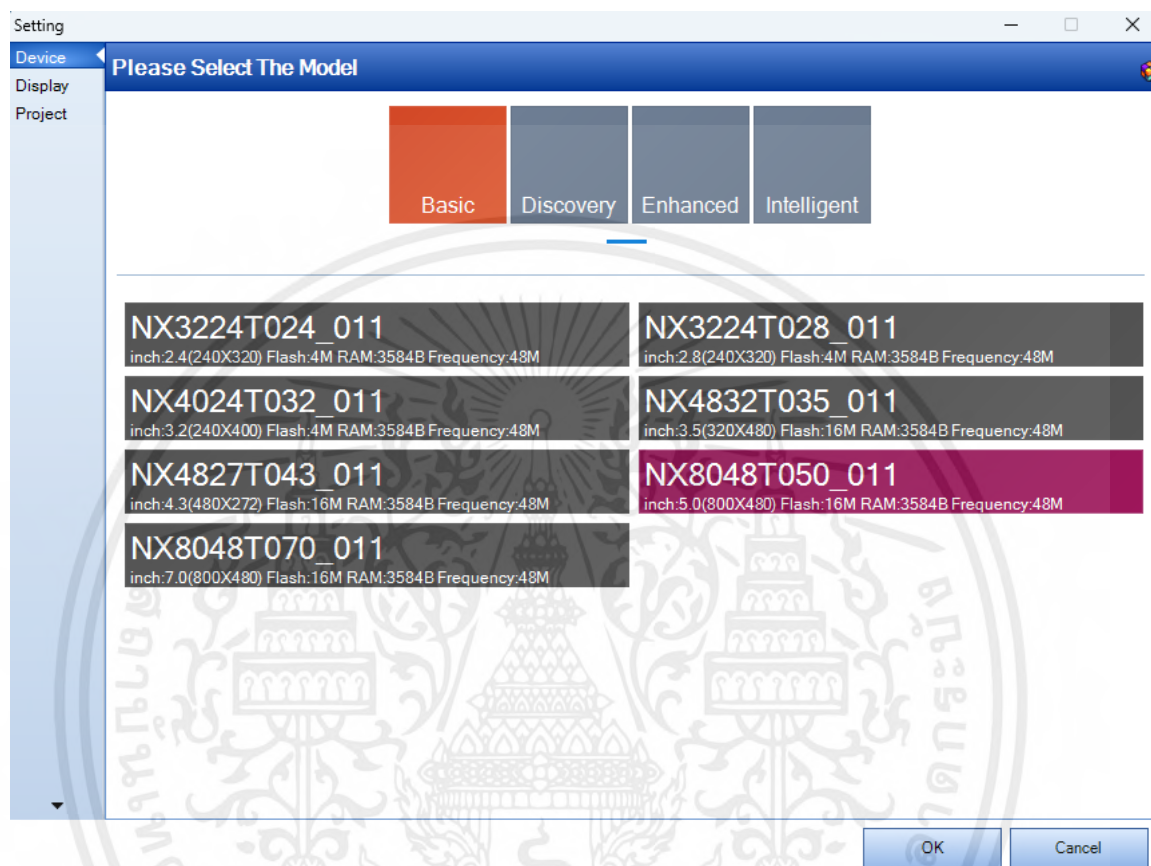 Setting
Device
Display
Project
Please Select The Model
Basic
Discovery
Enhanced
Intelligent
NX3224T024_011
inch:2.4(240X320) Flash:4M RAM:3584B Frequency:48M
NX3224T028_011
inch:2.8(240X320) Flash:4M RAM:3584B Frequency:48M
NX4024T032_011
inch:3.2(240X400) Flash:4M RAM:3584B Frequency:48M
NX4832T035_011
inch:3.5(320X480) Flash:16M RAM:3584B Frequency:48M
NX4827T043_011
inch:4.3(480X272) Flash:16M RAM:3584B Frequency:48M
NX8048T050_011
inch:5.0(800X480) Flash:16M RAM:3584B Frequency:48M
NX8048T070_011
inch:7.0(800X480) Flash:16M RAM:3584B Frequency:48M
OK
Cancel